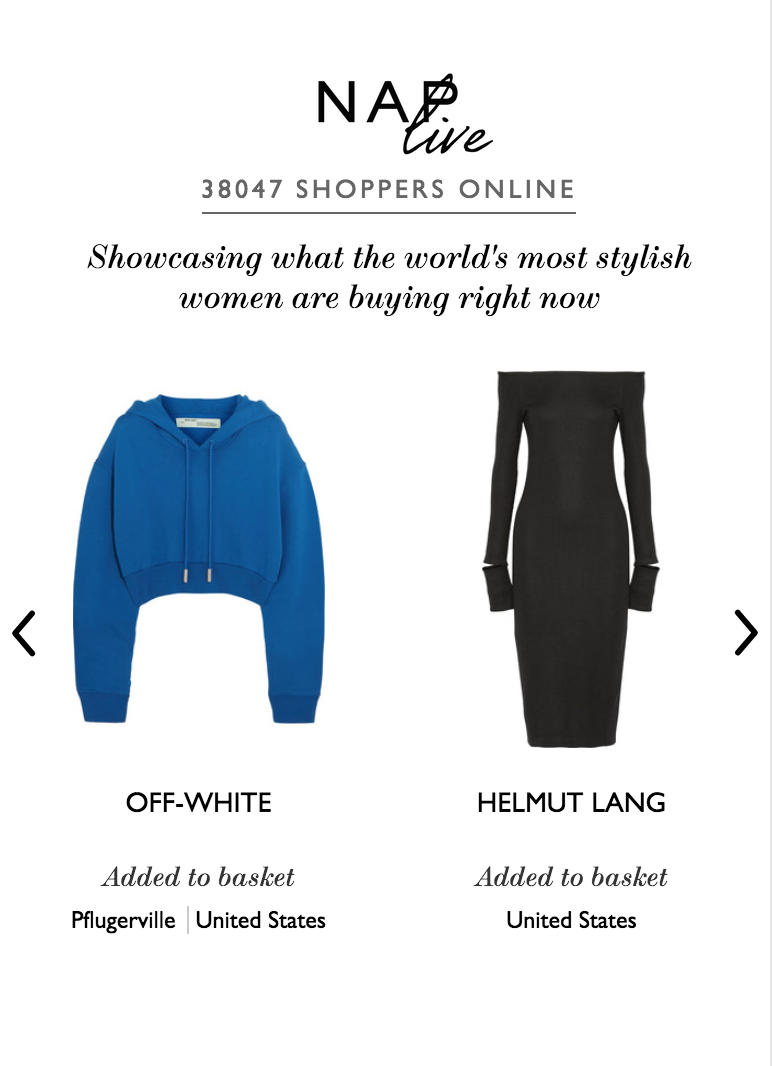 NAP
live
38047 SHOPPERS ONLINE
Showcasing what the world's most stylish
women are buying right now
OFF-WHITE
HELMUT LANG
Added to basket
Added to basket
Pflugerville | United States
United States